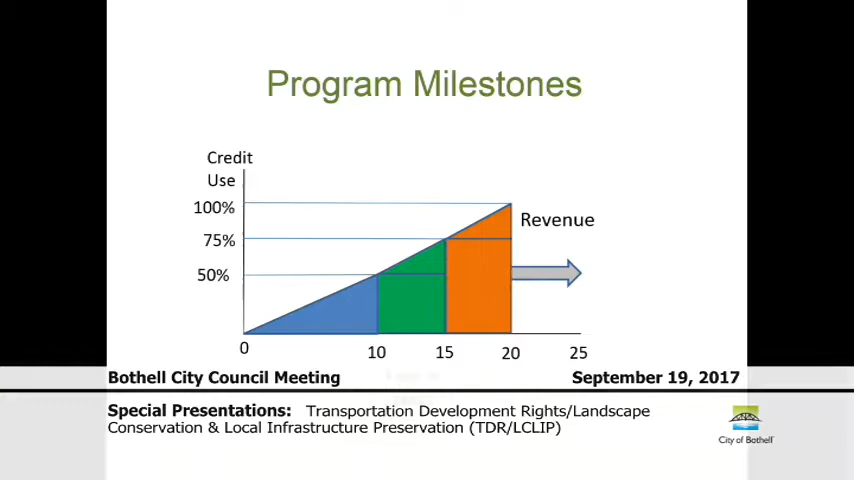 Program Milestones
Credit
Use
100%
75%
50%
Revenue
0
10
15
20
25
Bothell City Council Meeting
September 19, 2017
Special Presentations: Transportation Development Rights/Landscape
Conservation & Local Infrastructure Preservation (TDR/LCLIP)
City of Bothell